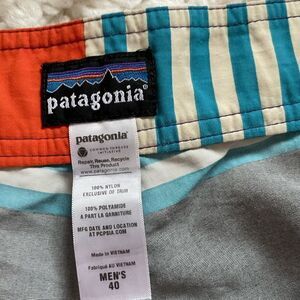 patagonia®
patagonia®
COMMON THREADS
INITIATIVE
Repair, Reuse, Recycle
This Product
www.patagonia.com
100% NYLON
EXCLUSIVE OF TRIM
100% POLYAMIDE
À PART LA GARNITURE
MFG DATE AND LOCATION
AT PCPSIA.COM
Made in VIETNAM
Fabriqué AU VIETNAM
MEN'S
40